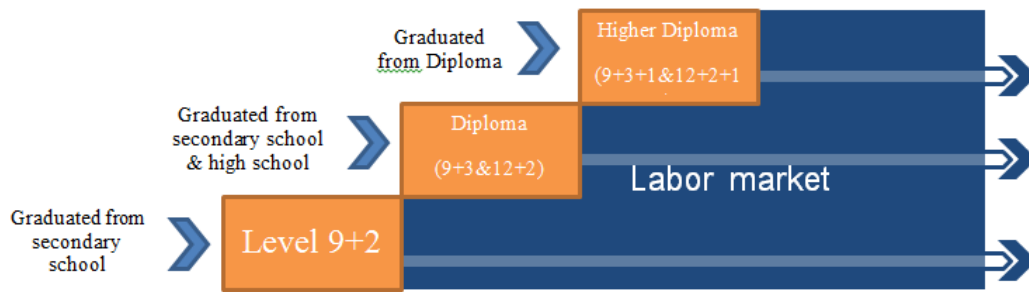 Graduated
from Diploma
Higher Diploma
(9+3+1&12+2+1
Graduated from
secondary school
& high school
Diploma
(9+3&12+2)
Labor market
Graduated from
secondary
school
Level 9+2